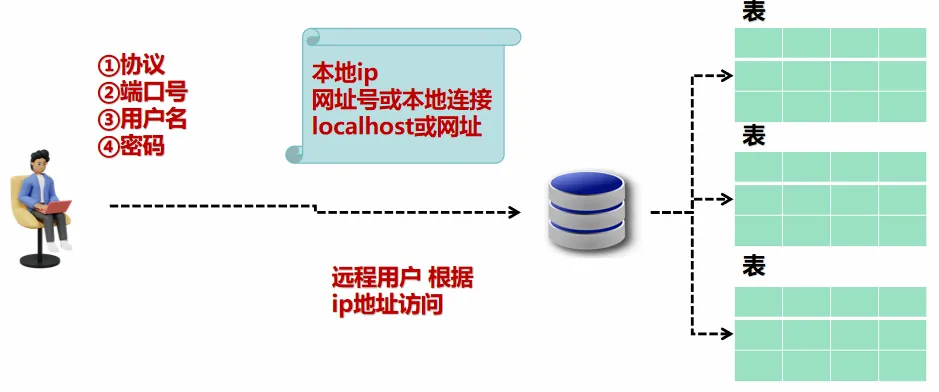 ①协议
②端口号
③用户名
④密码
本地ip
网址号或本地连接
localhost或网址
远程用户 根据
ip地址访问
表
表
表